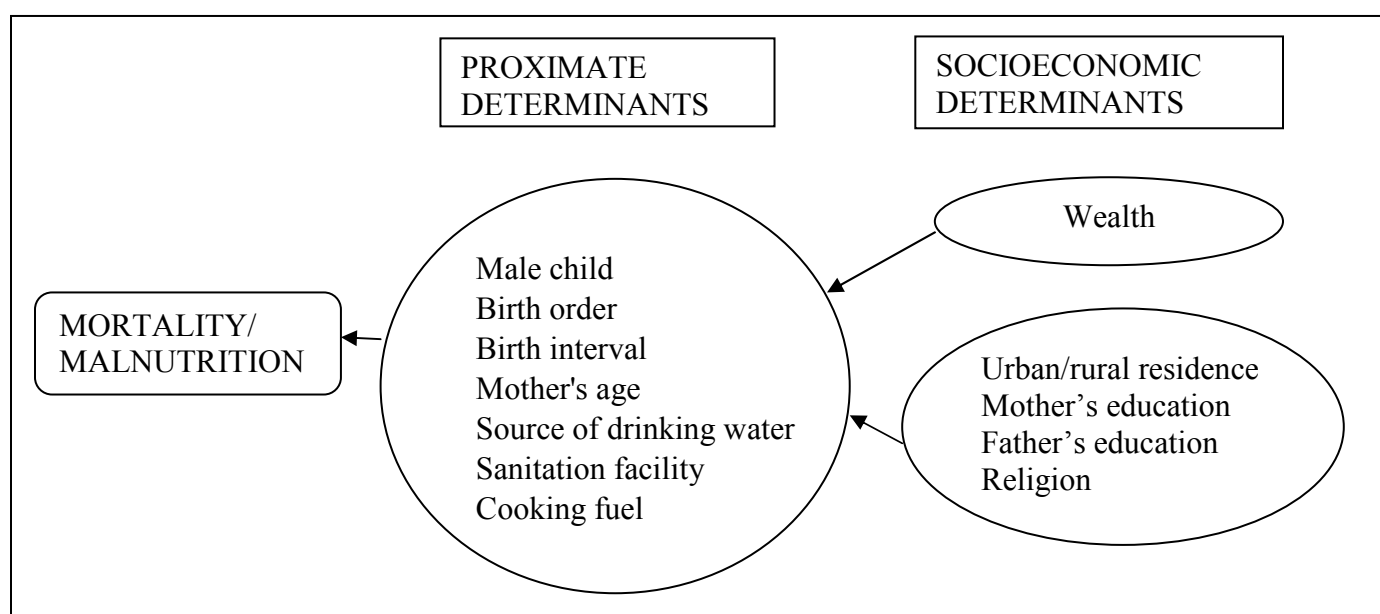 PROXIMATE
DETERMINANTS
SOCIOECONOMIC
DETERMINANTS
MORTALITY/
MALNUTRITION
Male child
Birth order
Birth interval
Mother's age
Source of drinking water
Sanitation facility
Cooking fuel
Wealth
Urban/rural residence
Mother’s education
Father’s education
Religion